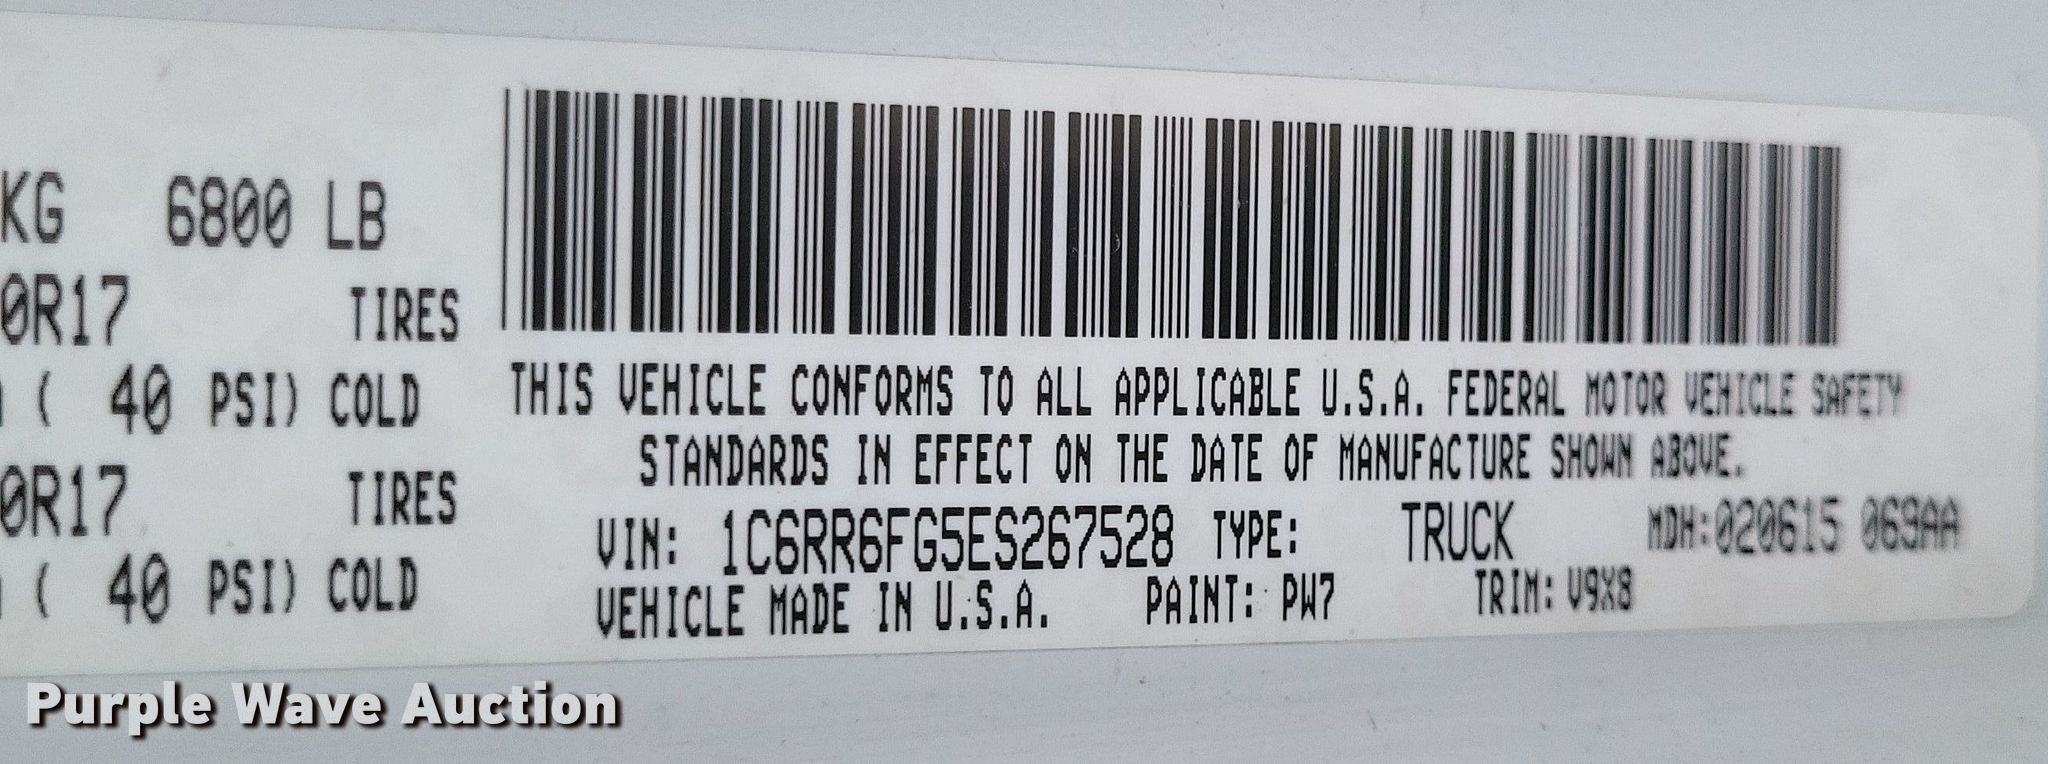 KG 6800 LB
0R17 TIRES
( 40 PSI) COLD
0R17 TIRES
( 40 PSI) COLD
THIS VEHICLE CONFORMS TO ALL APPLICABLE U.S.A. FEDERAL MOTOR VEHICLE SAFETY
STANDARDS IN EFFECT ON THE DATE OF MANUFACTURE SHOWN ABOVE.
VIN: 1C6RR6FG5ES267528 TYPE: TRUCK MDH:020615 069AA
VEHICLE MADE IN U.S.A. PAINT: PW7 TRIM: V9X8
Purple Wave Auction